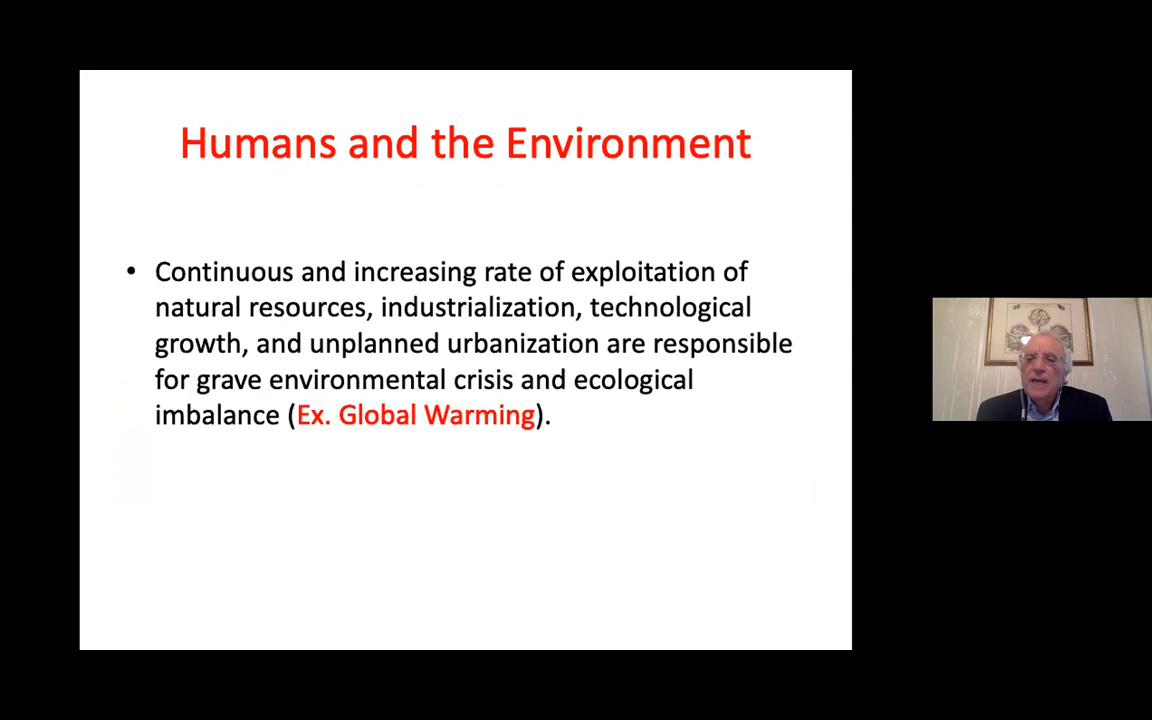 Humans and the Environment
• Continuous and increasing rate of exploitation of
natural resources, industrialization, technological
growth, and unplanned urbanization are responsible
for grave environmental crisis and ecological
imbalance (Ex. Global Warming).